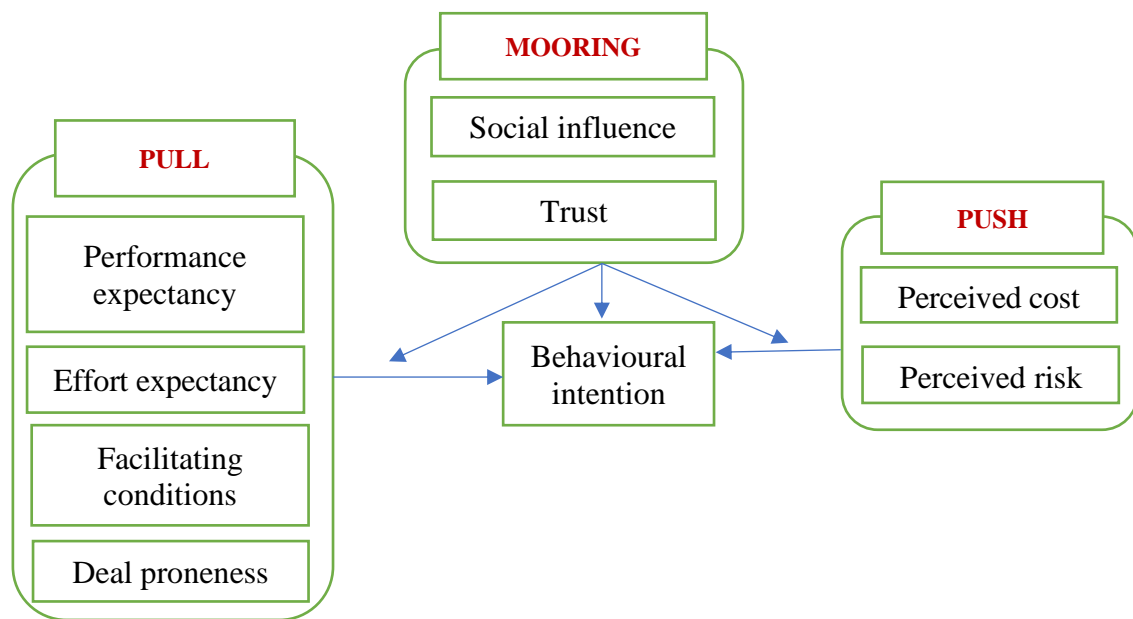 MOORING
Social influence
Trust
PULL
Performance
expectancy
Effort expectancy
Facilitating
conditions
Deal proneness
Behavioural
intention
PUSH
Perceived cost
Perceived risk